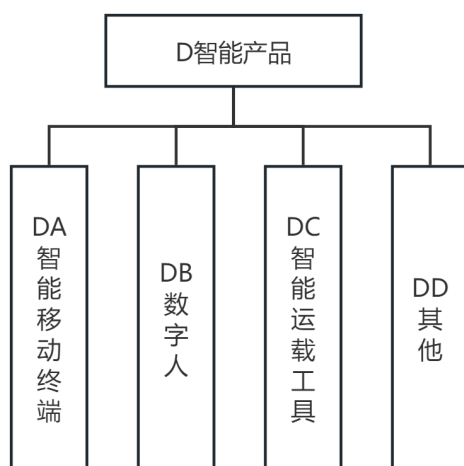 D智能产品
DA
智
能
移
动
终
端
DB
数
字
人
DC
智
能
运
载
工
具
DD
其
他